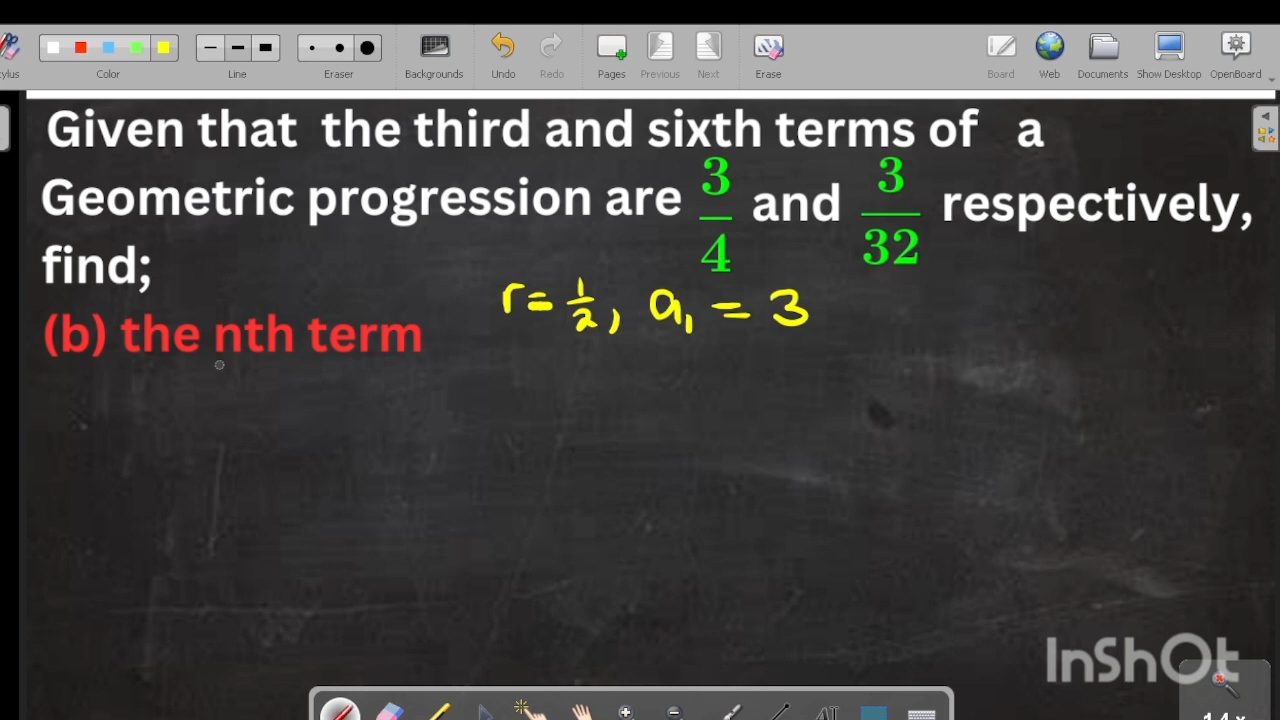 Color
Line
Eraser
Backgrounds
Undo
Redo
Pages
Previous
Next
Erase
Board
Web
Documents
Show Desktop
OpenBoard
Given that the third and sixth terms of a
Geometric progression are 3/4 and 3/32 respectively,
find;
r = 1/2, a₁ = 3
(b) the nth term
InShOt